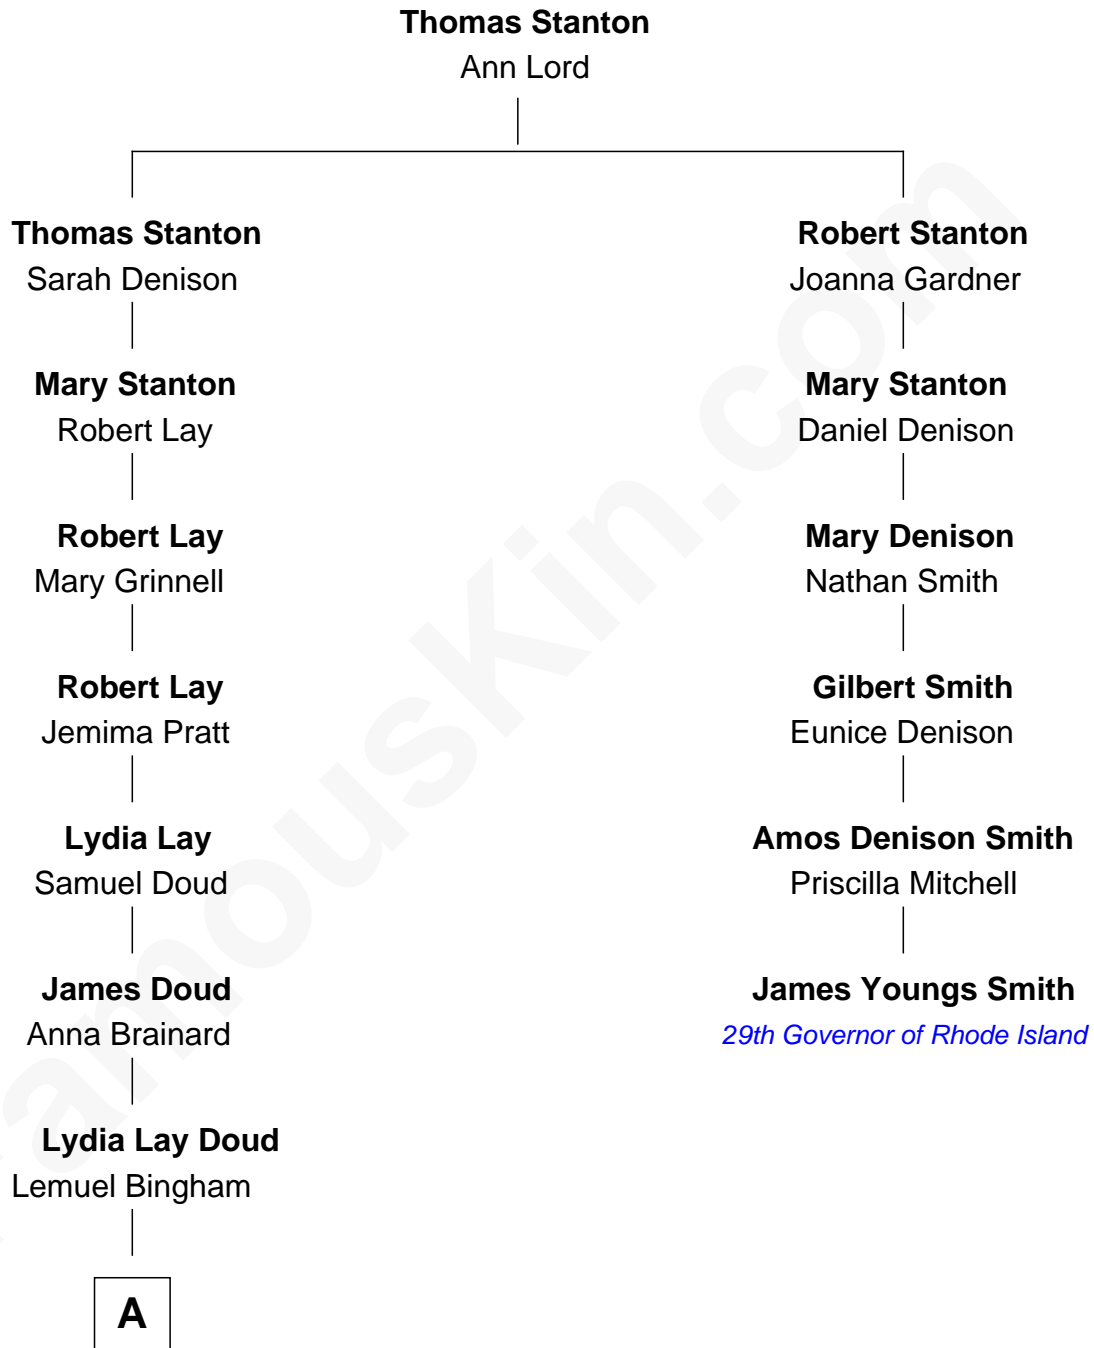 Thomas Stanton
Ann Lord
Thomas Stanton
Sarah Denison
Mary Stanton
Robert Lay
Robert Lay
Mary Grinnell
Robert Lay
Jemima Pratt
Lydia Lay
Samuel Doud
James Doud
Anna Brainard
Lydia Lay Doud
Lemuel Bingham
A
Robert Stanton
Joanna Gardner
Mary Stanton
Daniel Denison
Mary Denison
Nathan Smith
Gilbert Smith
Eunice Denison
Amos Denison Smith
Priscilla Mitchell
James Youngs Smith
29th Governor of Rhode Island
FamousKin.com